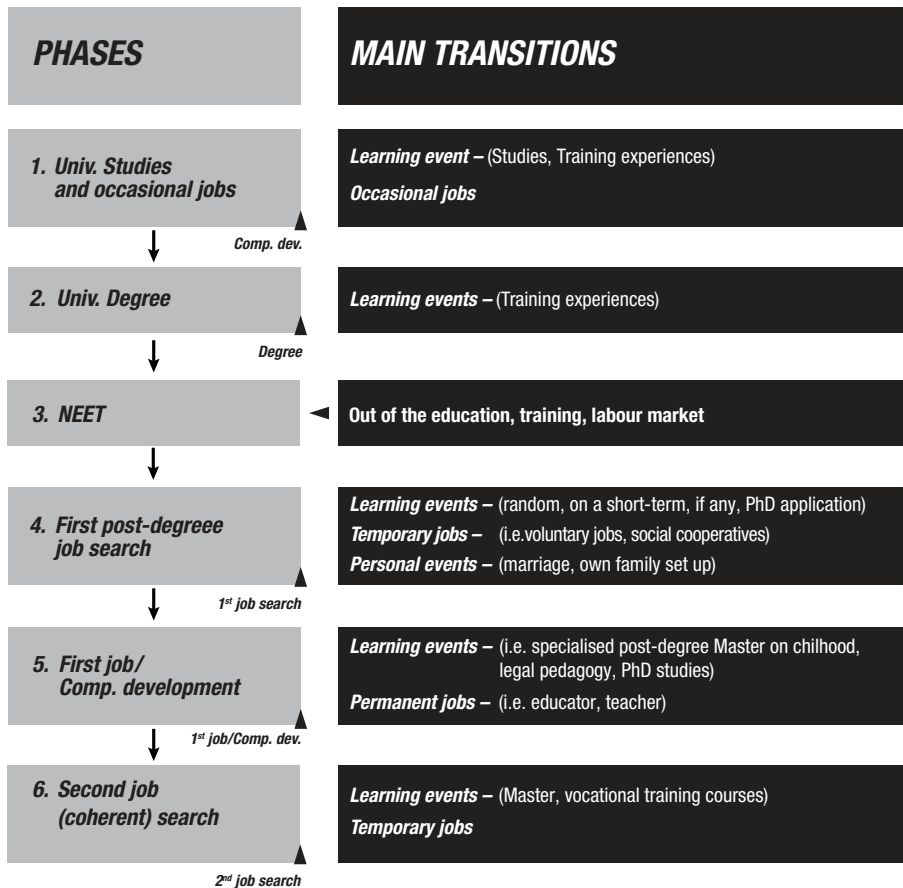 PHASES
MAIN TRANSITIONS
1. Univ. Studies
and occasional jobs
Learning event – (Studies, Training experiences)
Occasional jobs
Comp. dev.
2. Univ. Degree
Learning events – (Training experiences)
Degree
3. NEET
Out of the education, training, labour market
4. First post-degreee
job search
Learning events – (random, on a short-term, if any, PhD application)
Temporary jobs – (i.e.voluntary jobs, social cooperatives)
Personal events – (marriage, own family set up)
1st job search
5. First job/
Comp. development
Learning events – (i.e. specialised post-degree Master on chilhood,
legal pedagogy, PhD studies)
Permanent jobs – (i.e. educator, teacher)
1st job/Comp. dev.
6. Second job
(coherent) search
Learning events – (Master, vocational training courses)
Temporary jobs
2nd job search